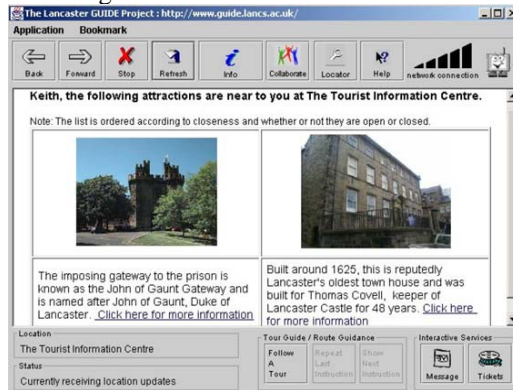 The Lancaster GUIDE Project : http://www.guide.lancs.ac.uk/
Application Bookmark
Back Forward Stop Refresh Info Collaborate Locator Help network connection
Keith, the following attractions are near to you at The Tourist Information Centre.
Note: The list is ordered according to closeness and whether or not they are open or closed.
The imposing gateway to the prison is
known as the John of Gaunt Gateway and
is named after John of Gaunt, Duke of
Lancaster. Click here for more information
Built around 1625, this is reputedly
Lancaster's oldest town house and was
built for Thomas Covell, keeper of
Lancaster Castle for 48 years. Click here
for more information
Location
The Tourist Information Centre
Status
Currently receiving location updates
Tour Guide / Route Guidance
Follow
A
Tour
Repeat
Last
Instruction
Show
Next
Instruction
Interactive Services
Message Tickets